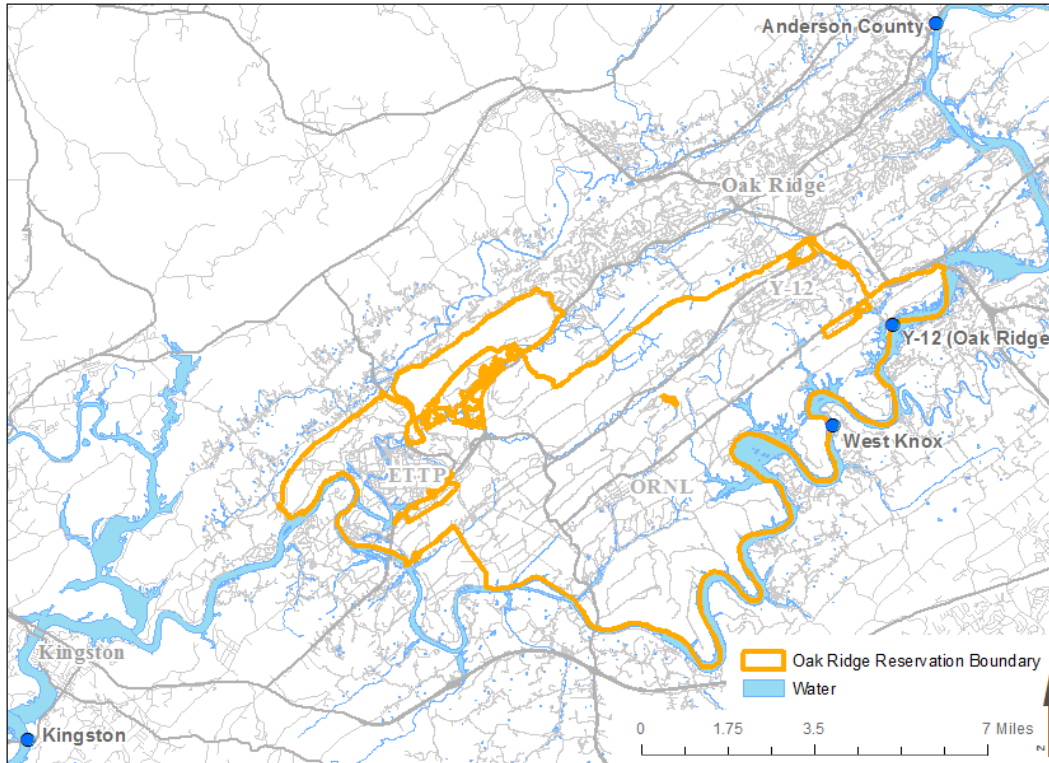 Anderson County
Oak Ridge
Y-12
Y-12 (Oak Ridge
West Knox
ETTP
ORNL
Kingston
Kingston
Oak Ridge Reservation Boundary
Water
0 1.75 3.5 7 Miles
N